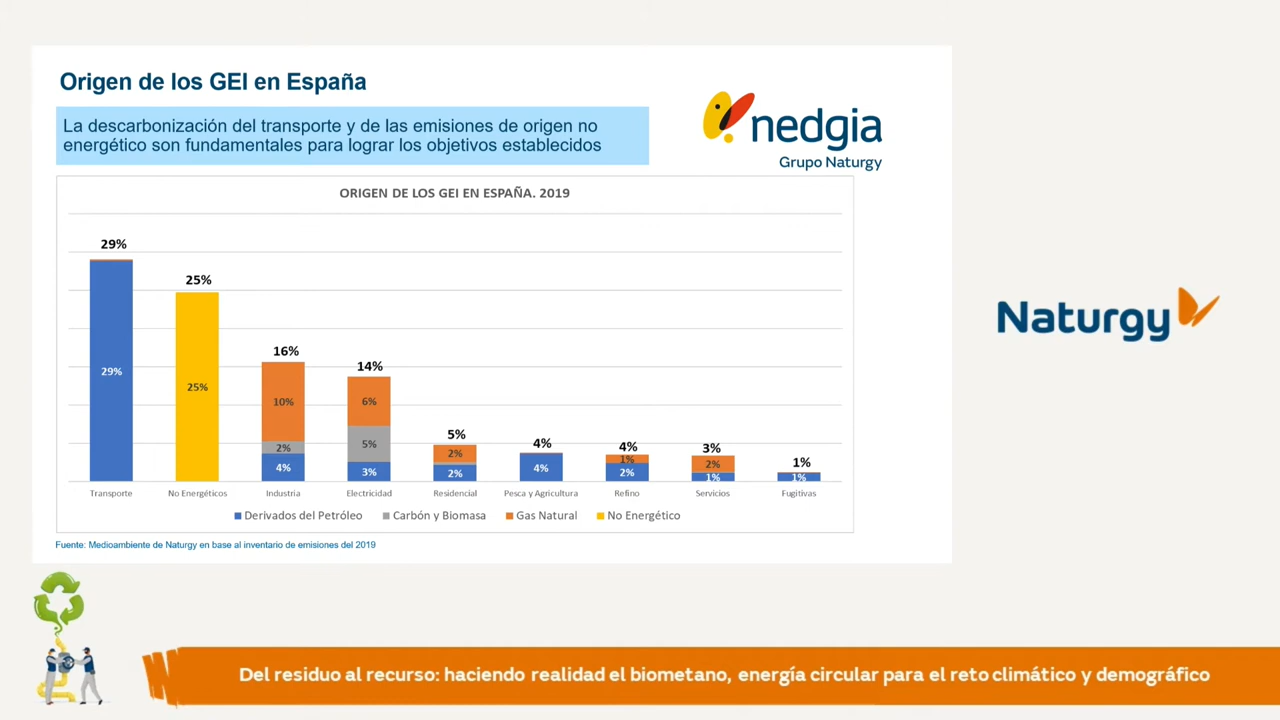 Origen de los GEI en España
La descarbonización del transporte y de las emisiones de origen no
energético son fundamentales para lograr los objetivos establecidos
nedgia
Grupo Naturgy
ORIGEN DE LOS GEI EN ESPAÑA. 2019
29%
25%
16%
14%
5%
4%
4%
3%
1%
29%
25%
10%
2%
4%
6%
5%
3%
2%
2%
4%
1%
2%
2%
1%
1%
Transporte
No Energéticos
Industria
Electricidad
Residencial
Pesca y Agricultura
Refino
Servicios
Fugitivas
Derivados del Petróleo
Carbón y Biomasa
Gas Natural
No Energético
Fuente: Medioambiente de Naturgy en base al inventario de emisiones del 2019
Naturgy
Del residuo al recurso: haciendo realidad el biometano, energía circular para el reto climático y demográfico